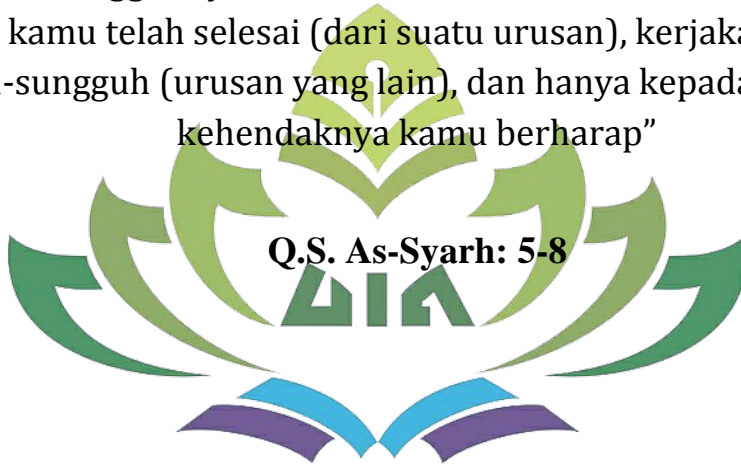 kamu telah selesai (dari suatu urusan), kerjaka
-sungguh (urusan yang lain), dan hanya kepada
kehendaknya kamu berharap”
Q.S. As-Syarh: 5-8
UIN